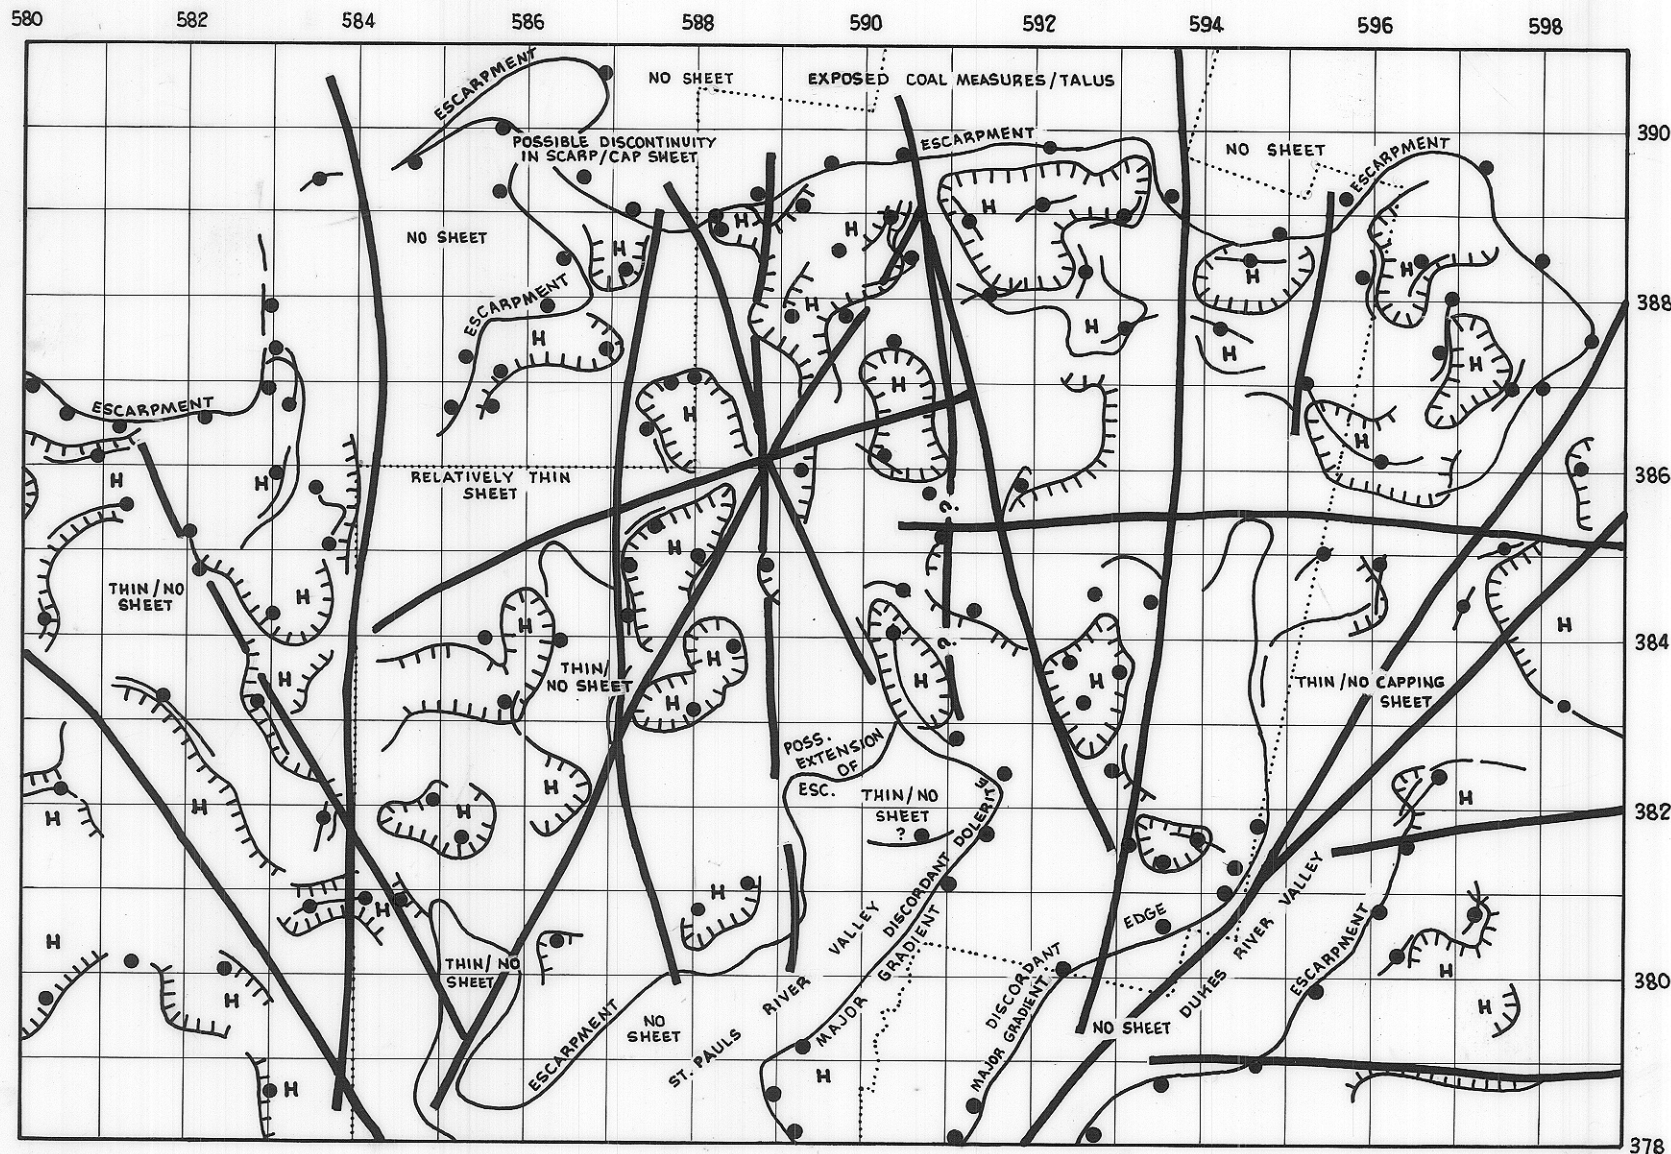 580 582 584 586 588 590 592 594 596 598
ESCARPMENT
NO SHEET
EXPOSED COAL MEASURES/TALUS
390
ESCARPMENT
POSSIBLE DISCONTINUITY
IN SCARP/CAP SHEET
NO SHEET
ESCARPMENT
H
H
H
NO SHEET
H
H
H
ESCARPMENT
H
388
H
H
H
H
H
ESCARPMENT
H
H
H
386
H
H
RELATIVELY THIN
SHEET
?
H
THIN/NO
SHEET
H
H
H
384
?
H
H
THIN/
NO SHEET
H
H
H
THIN/NO CAPPING
SHEET
H
POSS.
EXTENSION
OF
ESC.
H
THIN/NO
SHEET
?
H
H
H
H
382
DISCORDANT DOLERITE
H
H
VALLEY
EDGE
DUKES RIVER VALLEY
ESCARPMENT
H
THIN/NO
SHEET
H
H
380
MAJOR GRADIENT
DISCORDANT
MAJOR GRADIENT
H
NO SHEET
ESCARPMENT
NO
SHEET
ST. PAULS RIVER
H
H
378